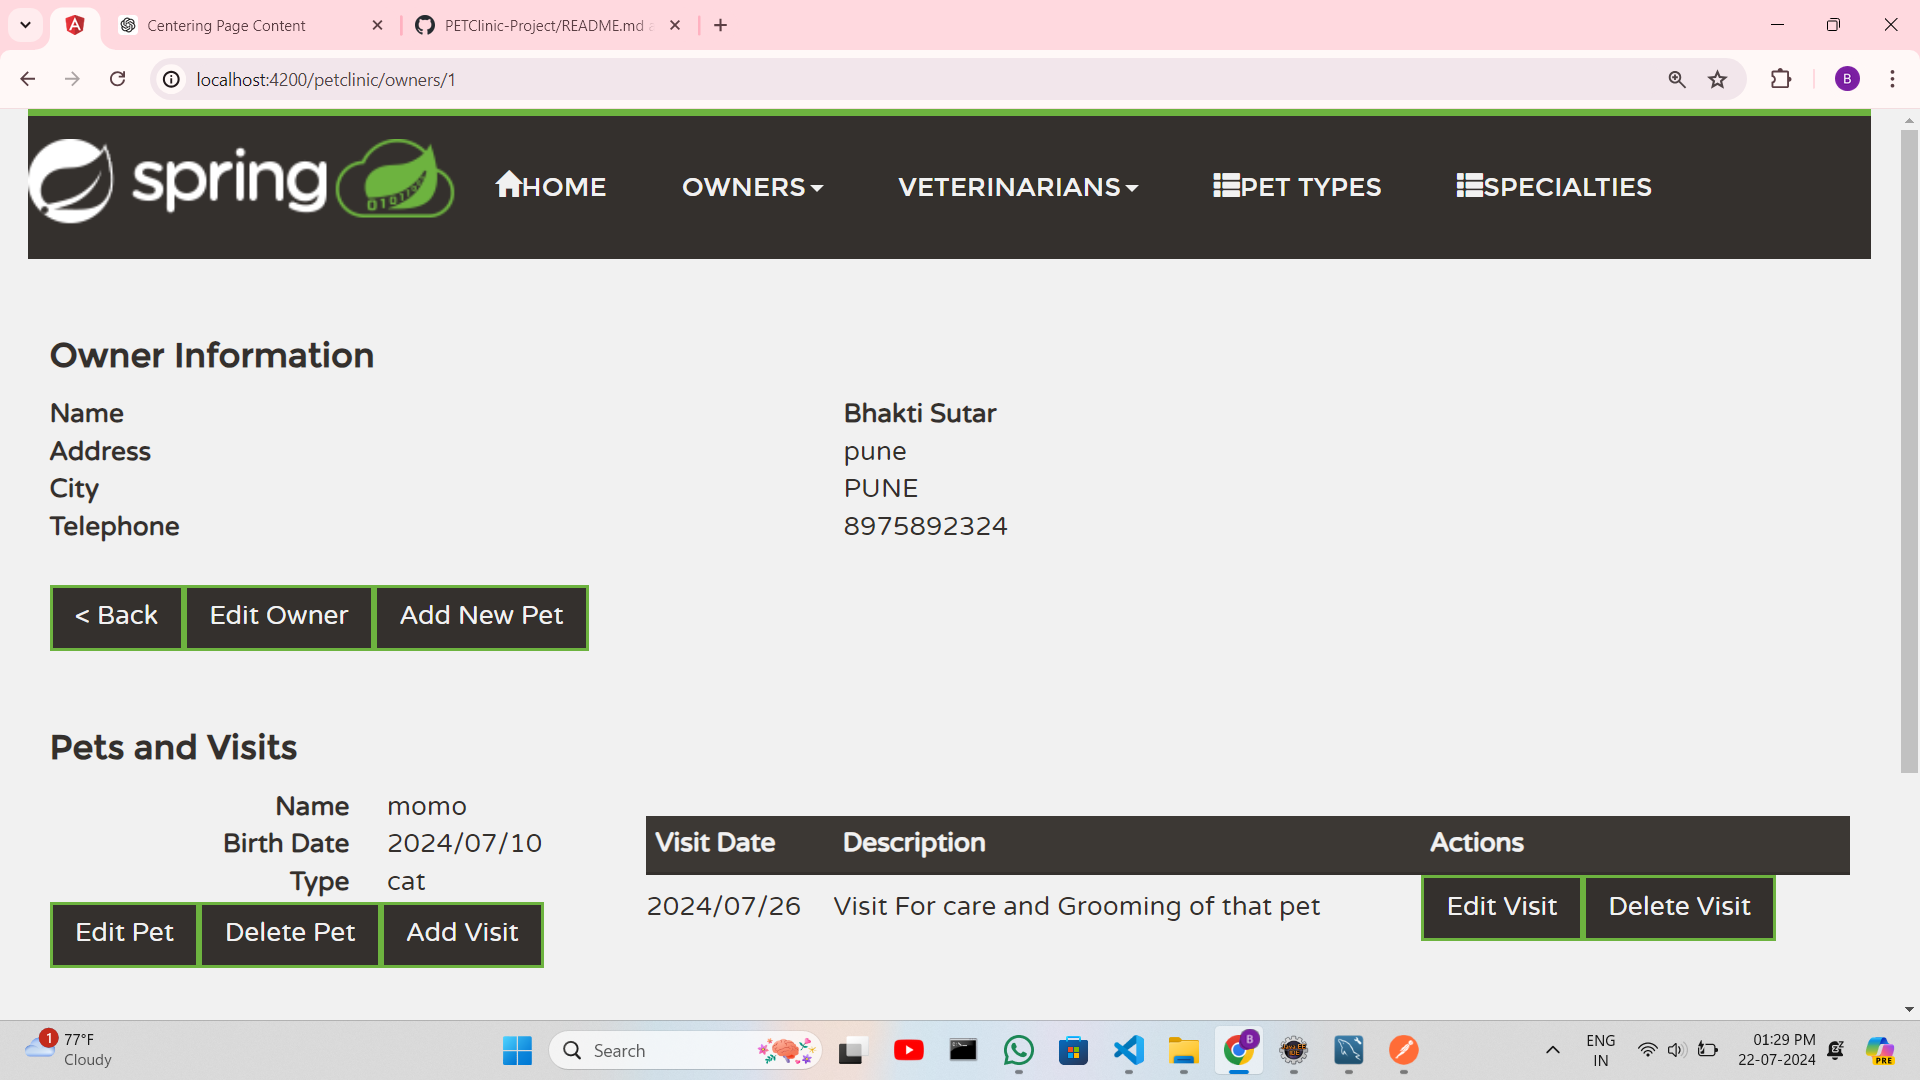 Centering Page Content
PETClinic-Project/README.md a
localhost:4200/petclinic/owners/1
B
spring
HOME
OWNERS
VETERINARIANS
PET TYPES
SPECIALTIES
Owner Information
Name Bhakti Sutar
Address pune
City PUNE
Telephone 8975892324
< Back
Edit Owner
Add New Pet
Pets and Visits
Name momo
Birth Date 2024/07/10
Type cat
Edit Pet
Delete Pet
Add Visit
Visit Date Description Actions
2024/07/26 Visit For care and Grooming of that pet
Edit Visit
Delete Visit
1
77°F
Cloudy
Search
B
ENG
IN
01:29 PM
22-07-2024
PRE